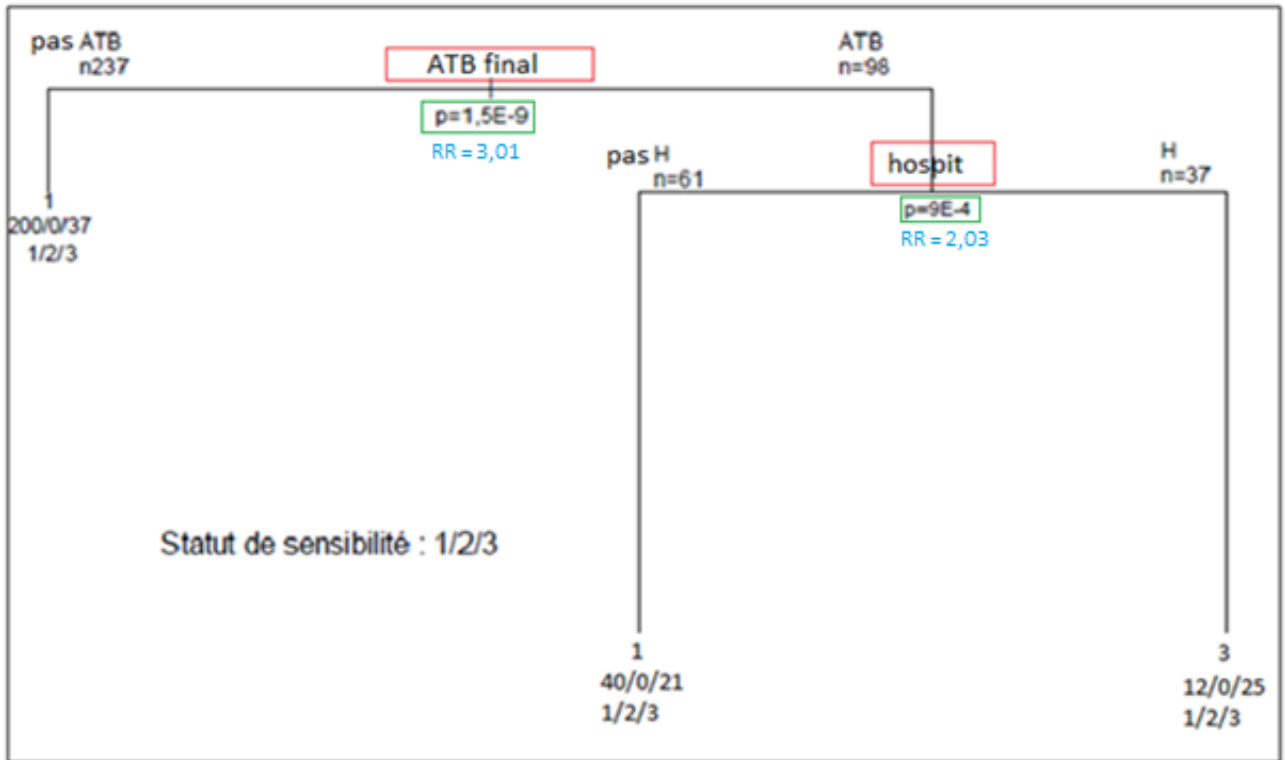 pas ATB
n237
ATB final
ATB
n=98
p=1,5E-9
RR = 3,01
pas H
n=61
hospit
H
n=37
p=9E-4
RR = 2,03
1
200/0/37
1/2/3
Statut de sensibilité : 1/2/3
1
40/0/21
1/2/3
3
12/0/25
1/2/3